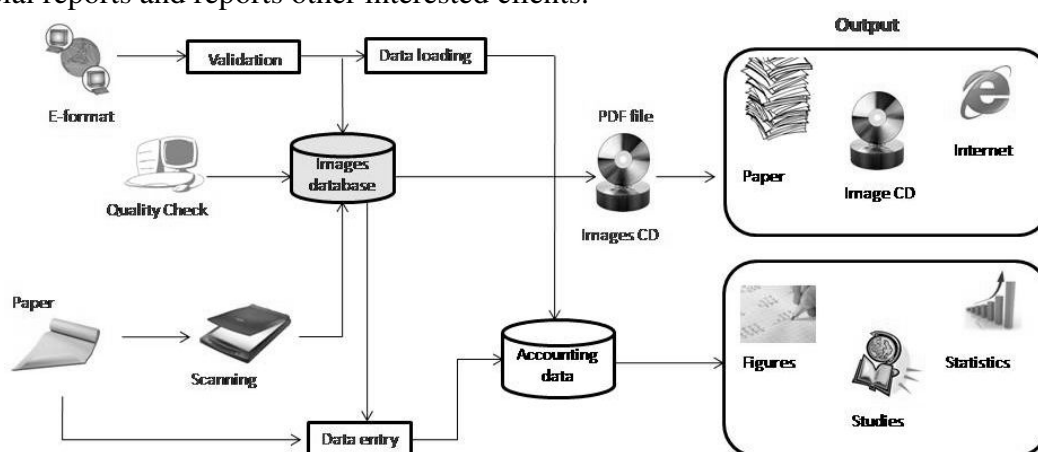 cial reports and reports other interested clients.
Output
Validation
Data loading
E-format
PDF file
Internet
Images
database
Paper
Image CD
Quality Check
Images CD
Paper
Accounting
data
Figures
Statistics
Scanning
Studies
Data entry